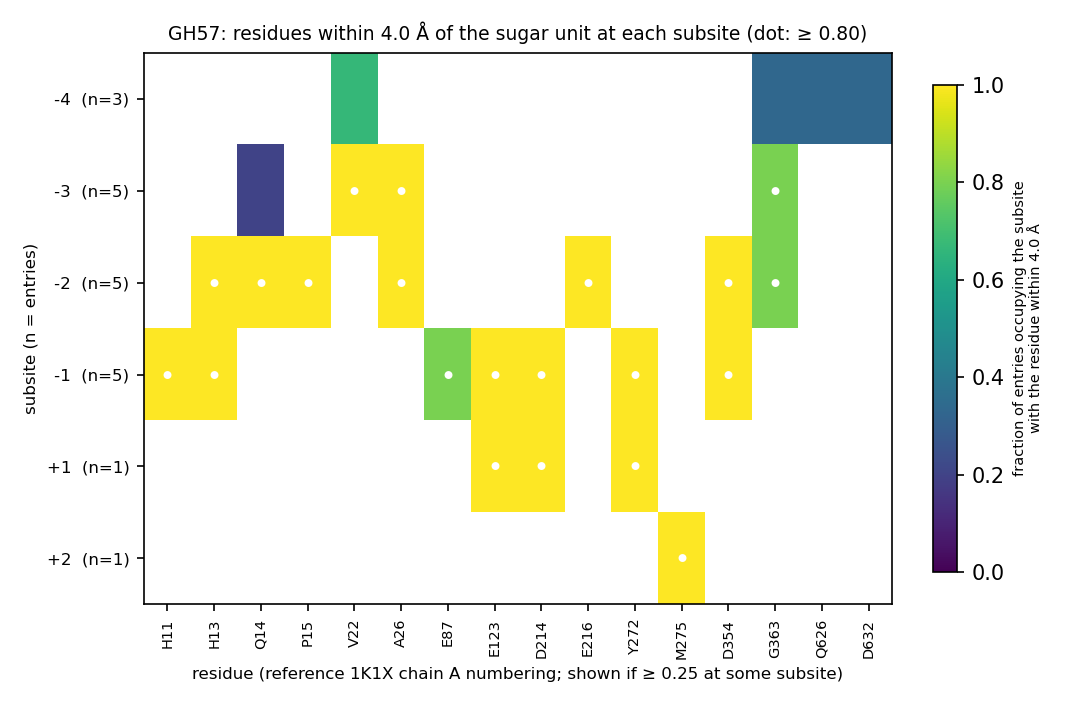 GH57: residues within 4.0 Å of the sugar unit at each subsite (dot: ≥ 0.80)
subsite (n = entries)
-4 (n=3)
-3 (n=5)
-2 (n=5)
-1 (n=5)
+1 (n=1)
+2 (n=1)
H11
H13
Q14
P15
V22
A26
E87
E123
D214
E216
Y272
M275
D354
G363
Q626
D632
residue (reference 1K1X chain A numbering; shown if ≥ 0.25 at some subsite)
1.0
0.8
0.6
0.4
0.2
0.0
fraction of entries occupying the subsite
with the residue within 4.0 Å